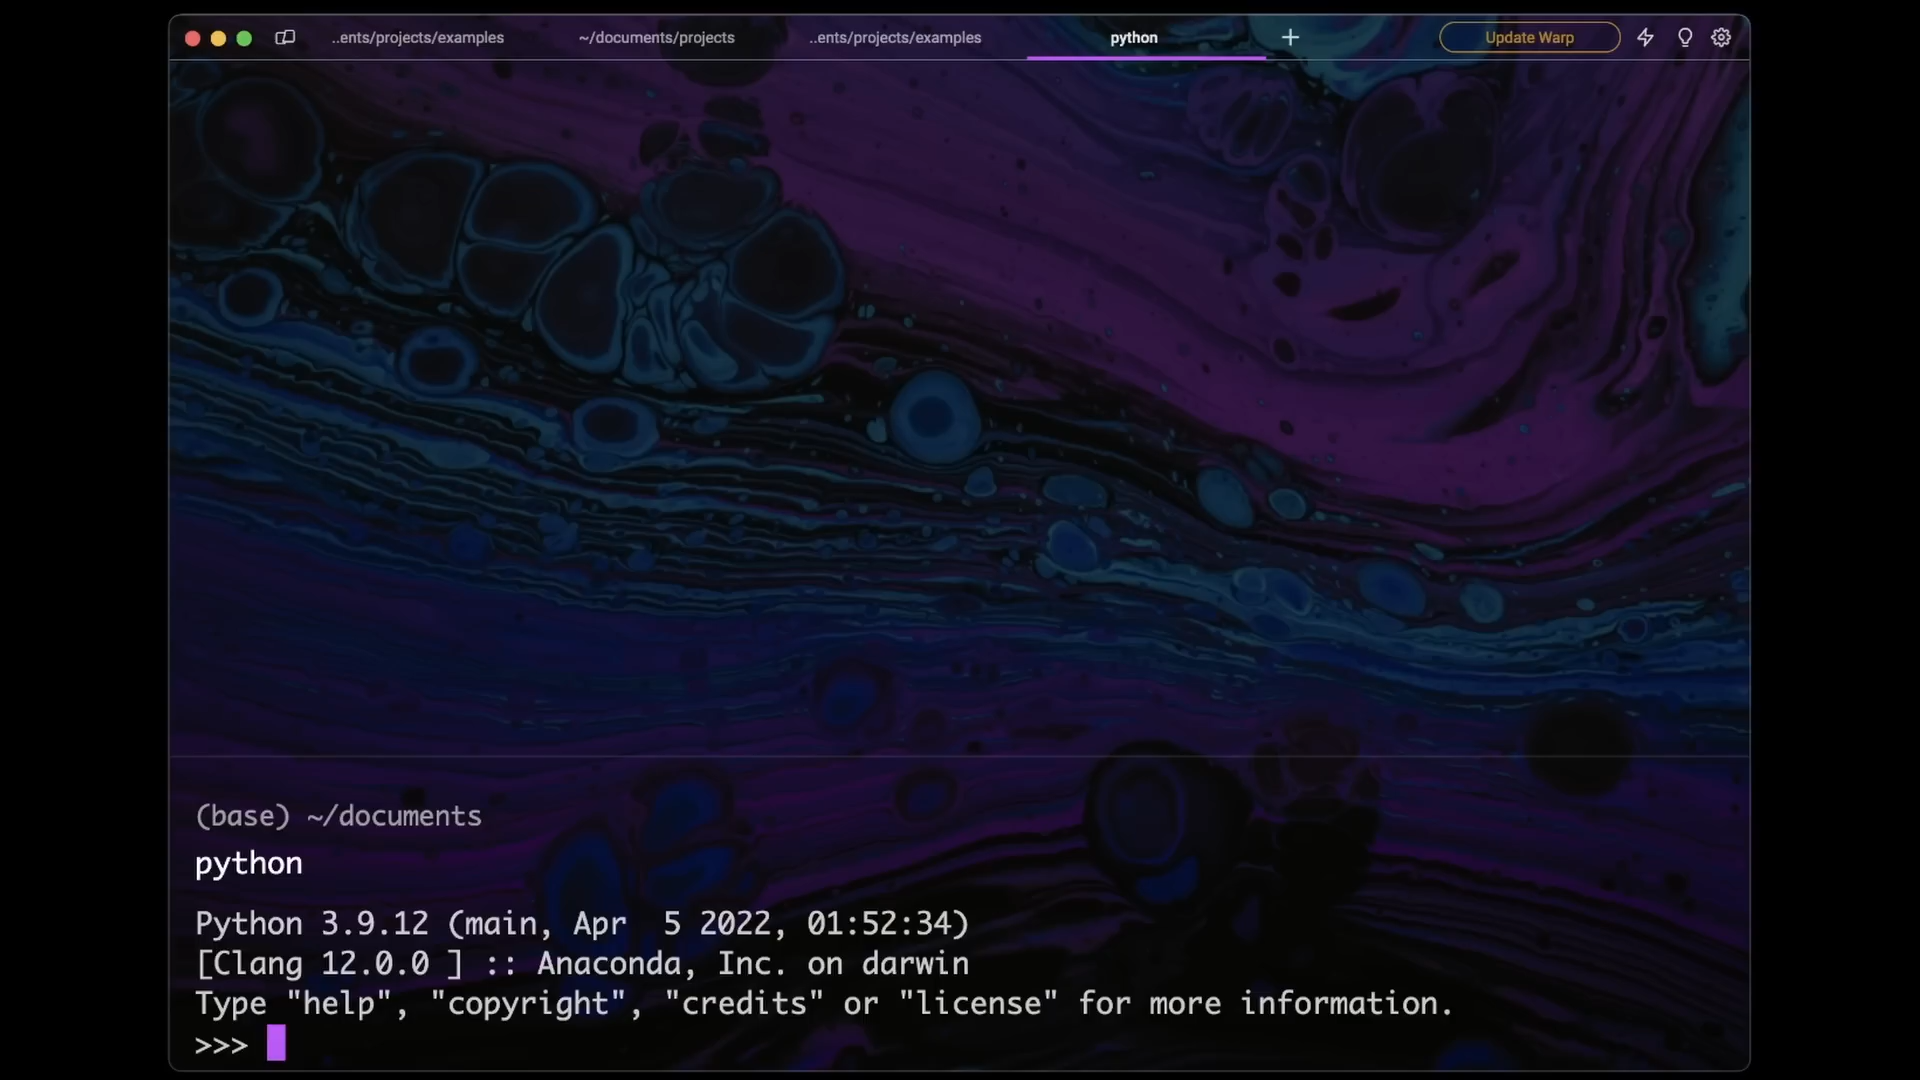 ..ents/projects/examples ~/documents/projects ..ents/projects/examples python + Update Warp
(base) ~/documents
python
Python 3.9.12 (main, Apr  5 2022, 01:52:34)
[Clang 12.0.0 ] :: Anaconda, Inc. on darwin
Type "help", "copyright", "credits" or "license" for more information.
>>>